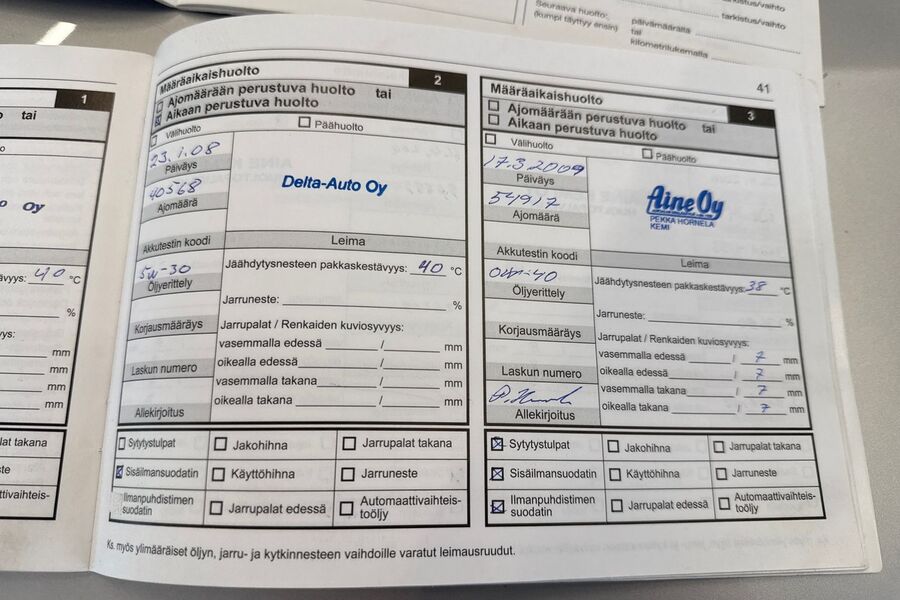 Seuraava huolto:
(kumpi täyttyy ensin)
päivämäärällä
tai
kilometrilukemalla
tarkistus/vaihto
tarkistus/vaihto
1
tai
Oy
vyys: 40 °C
%
vys:
mm
mm
mm
mm
alat takana
ste
attivaihteis-
Määräaikaishuolto
2
Ajomäärään perustuva huolto tai
Aikaan perustuva huolto
Välihuolto
Päähuolto
23.1.08
Päiväys
40568
Ajomäärä
Delta-Auto Oy
Akkutestin koodi
Leima
5w-30
Öljyerittely
Jäähdytysnesteen pakkaskestävyys: 40 °C
Jarruneste: %
Korjausmääräys
Jarrupalat / Renkaiden kuviosyvyys:
vasemmalla edessä / mm
oikealla edessä / mm
Laskun numero
vasemmalla takana / mm
oikealla takana / mm
Allekirjoitus
Sytytystulpat
Jakohihna
Jarrupalat takana
Sisäilmansuodatin
Käyttöhihna
Jarruneste
Ilmanpuhdistimen
suodatin
Jarrupalat edessä
Automaattivaihteis-
toöljy
Ks. myös ylimääräiset öljyn, jarru- ja kytkinnesteen vaihdoille varatut leimausruudut.
41
Määräaikaishuolto
3
Ajomäärään perustuva huolto tai
Aikaan perustuva huolto
Välihuolto
Päähuolto
17.3.2009
Päiväys
54917
Ajomäärä
Aine Oy
PEKKA HORNELA
KEMI
Akkutestin koodi
Leima
Öljyerittely
Jäähdytysnesteen pakkaskestävyys: 38 °C
Jarruneste: %
Korjausmääräys
Jarrupalat / Renkaiden kuviosyvyys:
vasemmalla edessä / 7 mm
oikealla edessä / 7 mm
Laskun numero
vasemmalla takana / 7 mm
oikealla takana / 7 mm
Allekirjoitus
Sytytystulpat
Jakohihna
Jarrupalat takana
Sisäilmansuodatin
Käyttöhihna
Jarruneste
Ilmanpuhdistimen
suodatin
Jarrupalat edessä
Automaattivaihteis-
tööljy